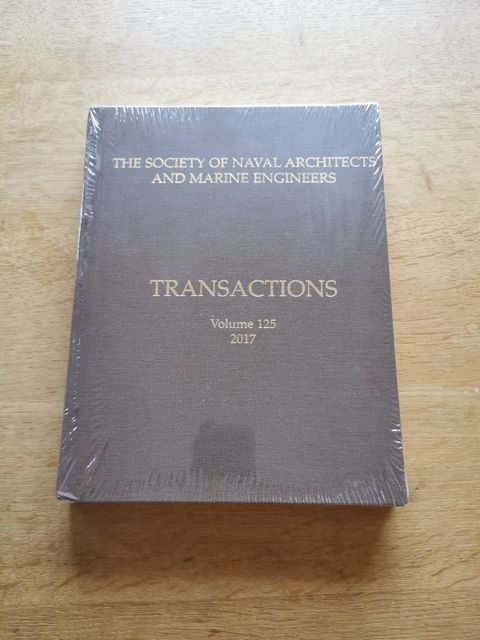 THE SOCIETY OF NAVAL ARCHITECTS
AND MARINE ENGINEERS
TRANSACTIONS
Volume 125
2017